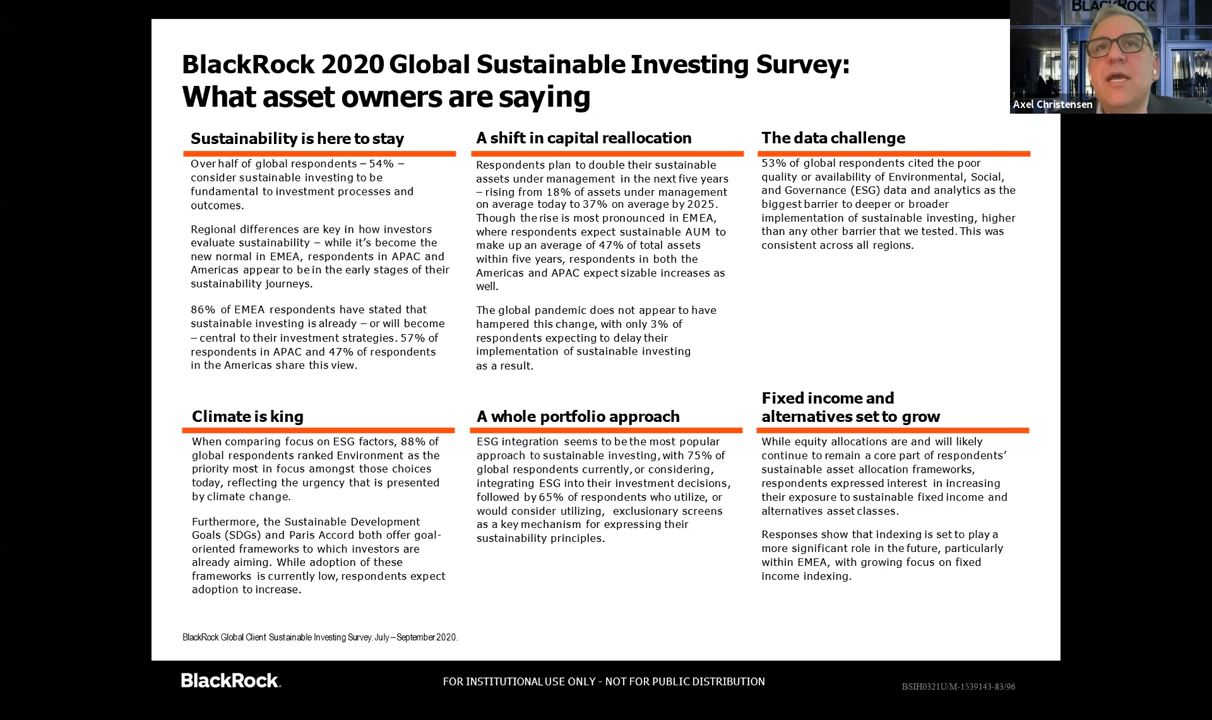 BLACKROCK
Axel Christensen
BlackRock 2020 Global Sustainable Investing Survey:
What asset owners are saying
Sustainability is here to stay
Over half of global respondents – 54% –
consider sustainable investing to be
fundamental to investment processes and
outcomes.
Regional differences are key in how investors
evaluate sustainability – while it's become the
new normal in EMEA, respondents in APAC and
Americas appear to be in the early stages of their
sustainability journeys.
86% of EMEA respondents have stated that
sustainable investing is already – or will become
– central to their investment strategies. 57% of
respondents in APAC and 47% of respondents
in the Americas share this view.
A shift in capital reallocation
Respondents plan to double their sustainable
assets under management in the next five years
– rising from 18% of assets under management
on average today to 37% on average by 2025.
Though the rise is most pronounced in EMEA,
where respondents expect sustainable AUM to
make up an average of 47% of total assets
within five years, respondents in both the
Americas and APAC expect sizable increases as
well.
The global pandemic does not appear to have
hampered this change, with only 3% of
respondents expecting to delay their
implementation of sustainable investing
as a result.
The data challenge
53% of global respondents cited the poor
quality or availability of Environmental, Social,
and Governance (ESG) data and analytics as the
biggest barrier to deeper or broader
implementation of sustainable investing, higher
than any other barrier that we tested. This was
consistent across all regions.
Climate is king
When comparing focus on ESG factors, 88% of
global respondents ranked Environment as the
priority most in focus amongst those choices
today, reflecting the urgency that is presented
by climate change.
Furthermore, the Sustainable Development
Goals (SDGs) and Paris Accord both offer goal-
oriented frameworks to which investors are
already aiming. While adoption of these
frameworks is currently low, respondents expect
adoption to increase.
A whole portfolio approach
ESG integration seems to be the most popular
approach to sustainable investing, with 75% of
global respondents currently, or considering,
integrating ESG into their investment decisions,
followed by 65% of respondents who utilize, or
would consider utilizing, exclusionary screens
as a key mechanism for expressing their
sustainability principles.
Fixed income and
alternatives set to grow
While equity allocations are and will likely
continue to remain a core part of respondents'
sustainable asset allocation frameworks,
respondents expressed interest in increasing
their exposure to sustainable fixed income and
alternatives asset classes.
Responses show that indexing is set to play a
more significant role in the future, particularly
within EMEA, with growing focus on fixed
income indexing.
BlackRock Global Client Sustainable Investing Survey. July – September 2020.
BlackRock.
FOR INSTITUTIONAL USE ONLY - NOT FOR PUBLIC DISTRIBUTION
BSIH0321U/M-1539143-83/96